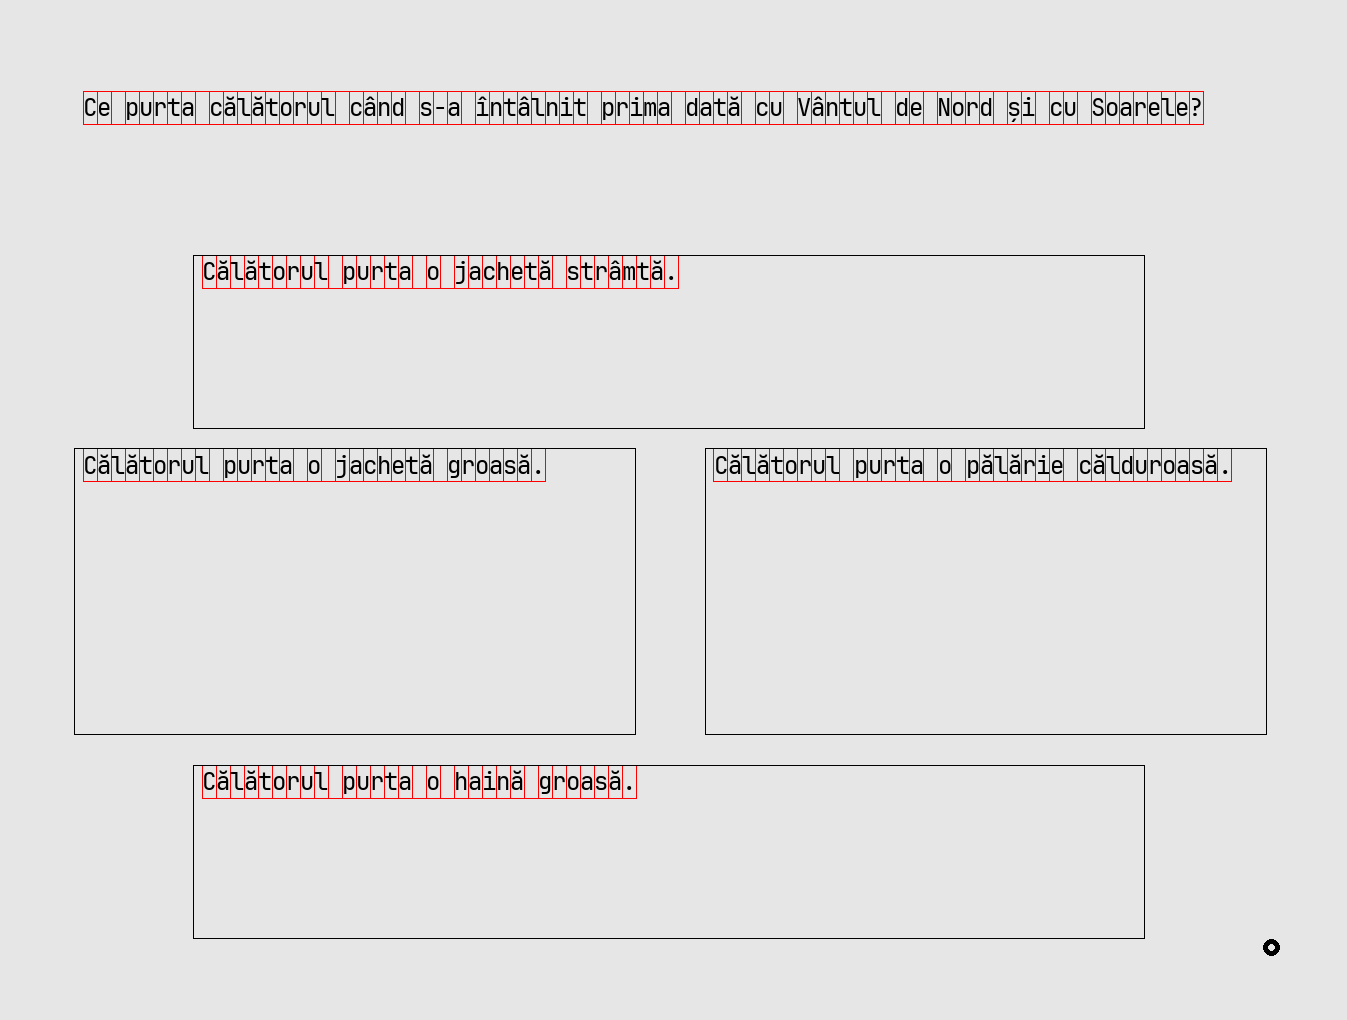 Ce purta călătorul când s-a întâlnit prima dată cu Vântul de Nord și cu Soarele?
Călătorul purta o jachetă strâmtă.
Călătorul purta o jachetă groasă.
Călătorul purta o pălărie călduroasă.
Călătorul purta o haină groasă.